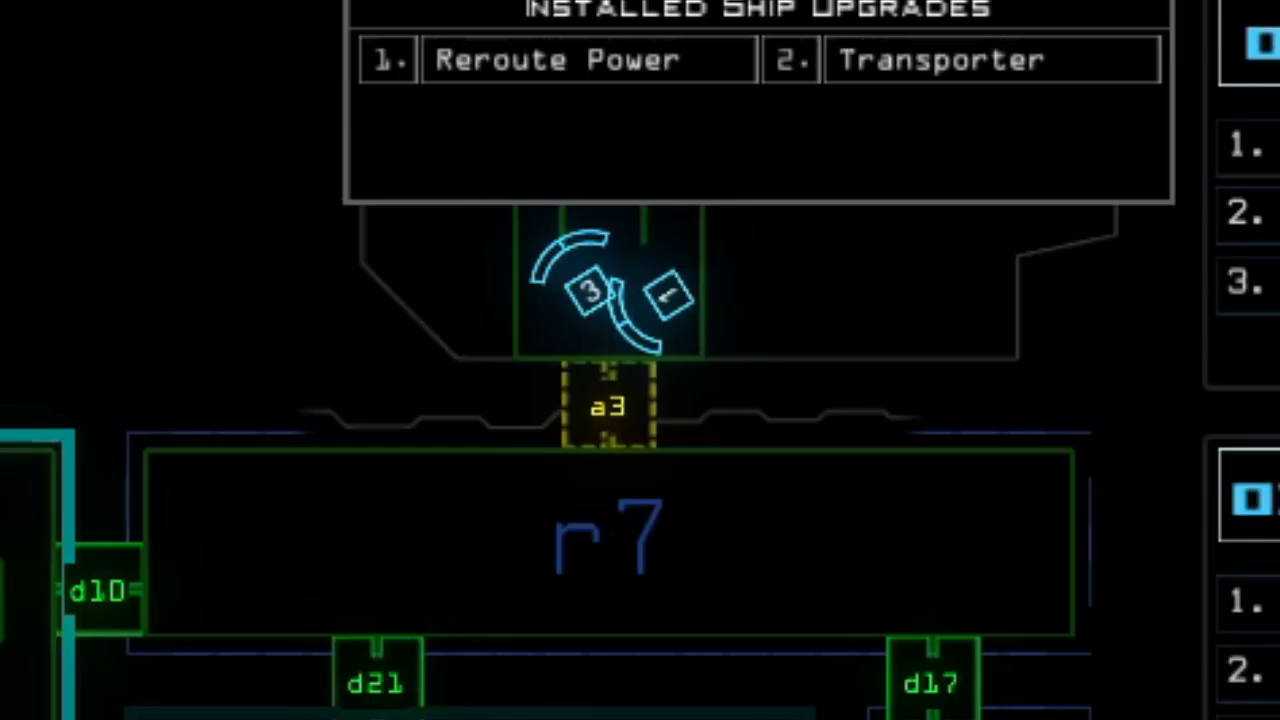 INSTALLED SHIP UPGRADES
1. Reroute Power 2. Transporter
1.
2.
3.
3 1
a3
r7
d10
1.
d21 d17 2.